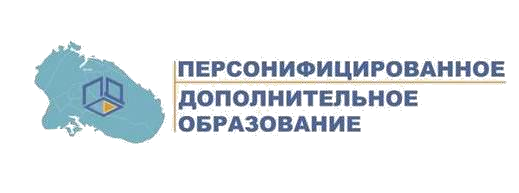 ПЕРСОНИФИЦИРОВАННОЕ
ДОПОЛНИТЕЛЬНОЕ
ОБРАЗОВАНИЕ